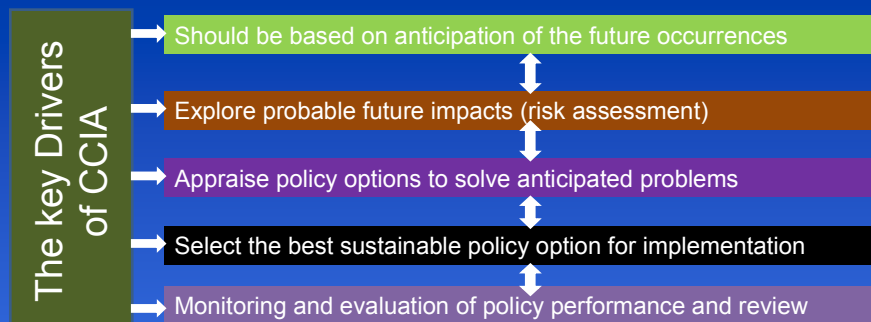 The key Drivers
of CCIA
Should be based on anticipation of the future occurrences
Explore probable future impacts (risk assessment)
Appraise policy options to solve anticipated problems
Select the best sustainable policy option for implementation
Monitoring and evaluation of policy performance and review